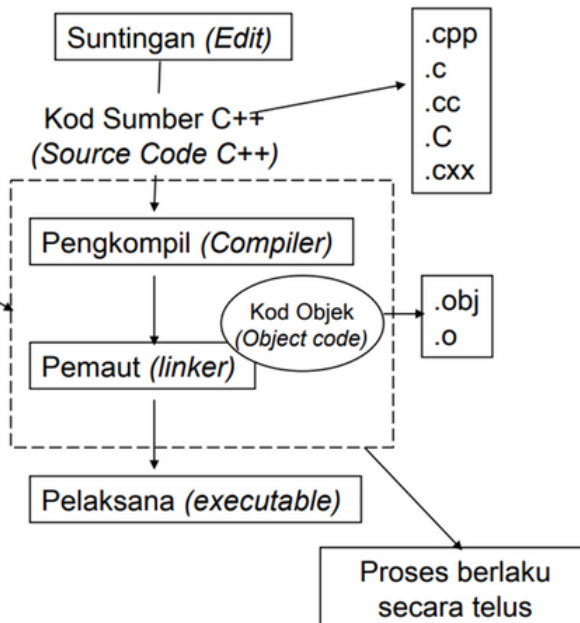 Suntingan (Edit)
.cpp
.c
.cc
.C
.cxx
Kod Sumber C++
(Source Code C++)
Pengkompil (Compiler)
Kod Objek
(Object code)
.obj
.o
Pemaut (linker)
Pelaksana (executable)
Proses berlaku
secara telus